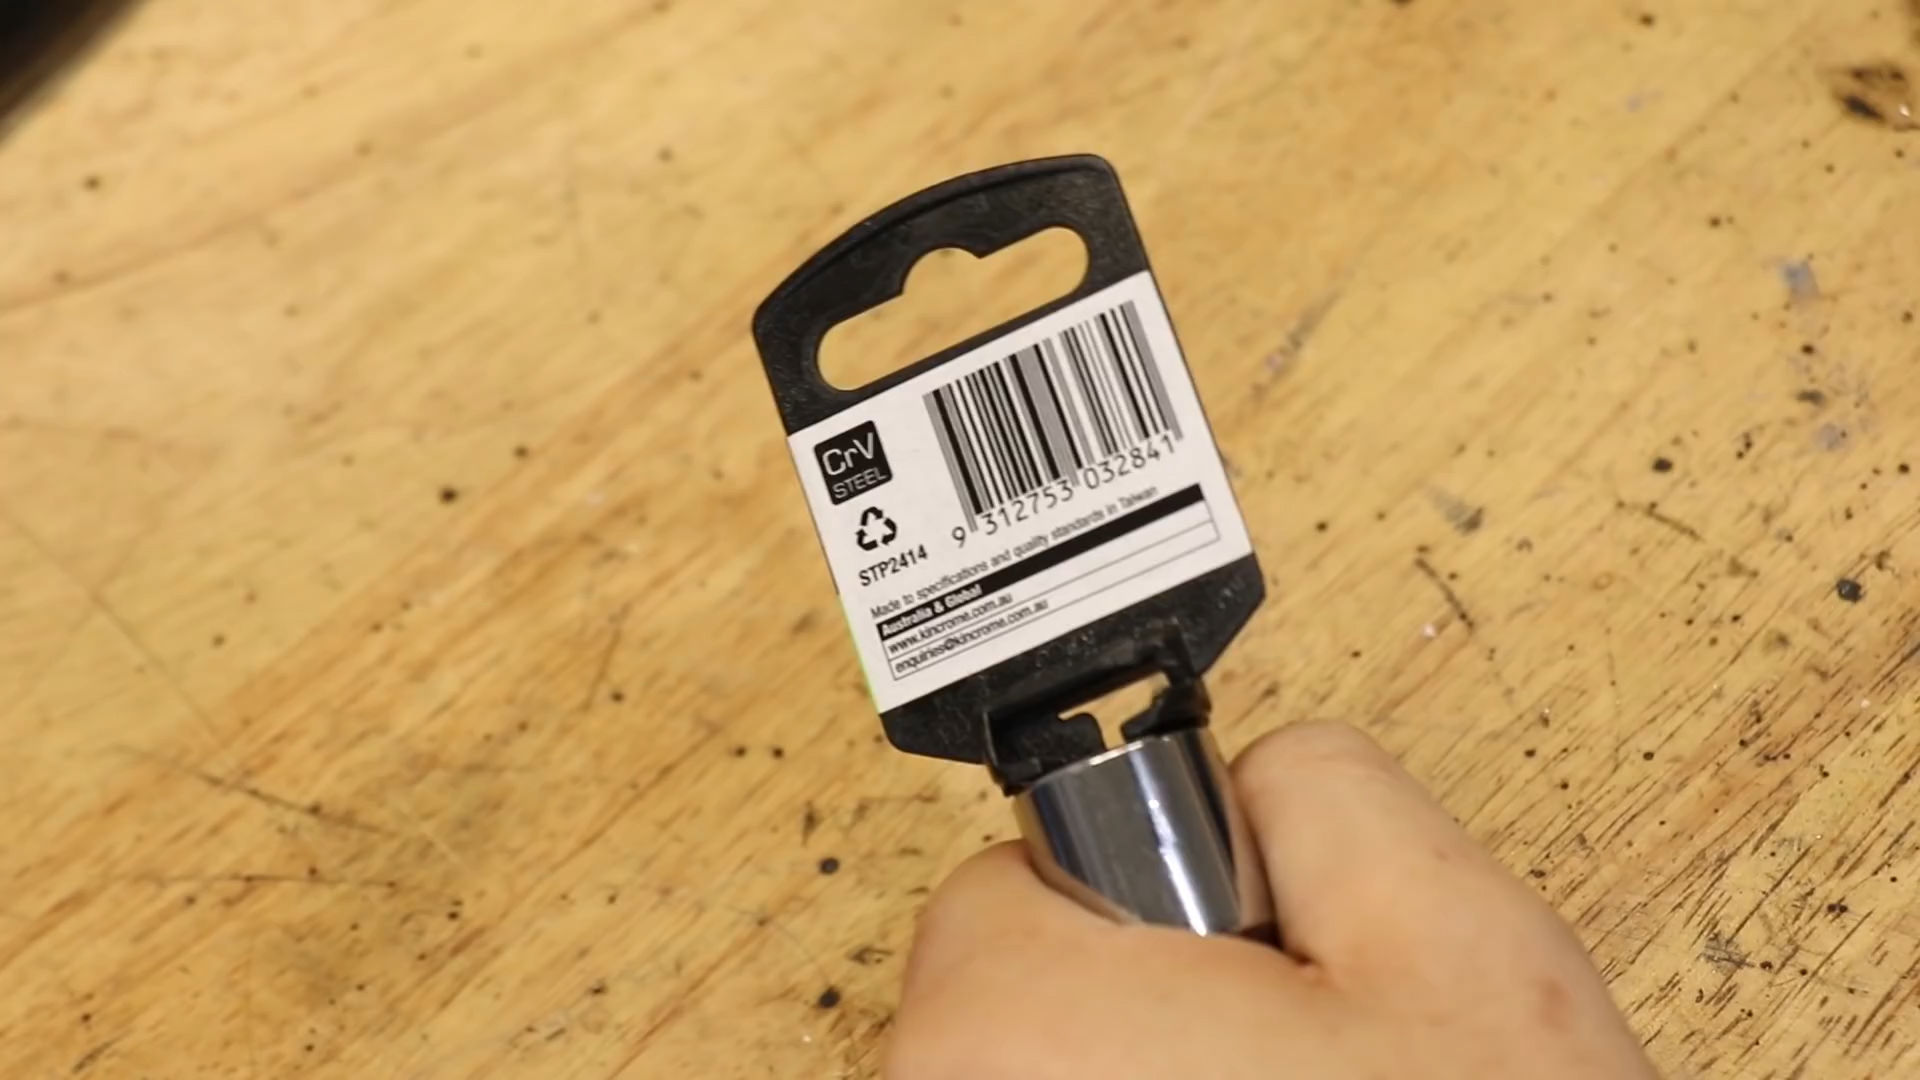 CrV
STEEL
9 312753 032841
STP2414
Made to specifications and quality standards in Taiwan
Australia & Global
www.kincrome.com.au
enquiries@kincrome.com.au